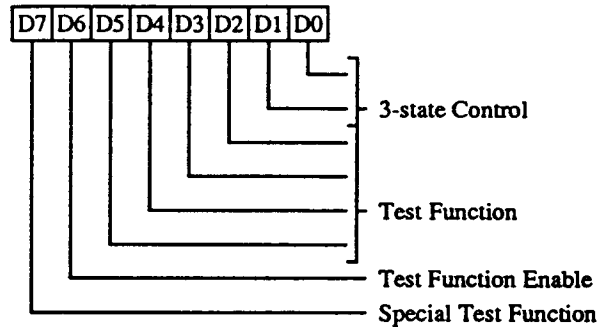 D7 D6 D5 D4 D3 D2 D1 D0
3-state Control
Test Function
Test Function Enable
Special Test Function